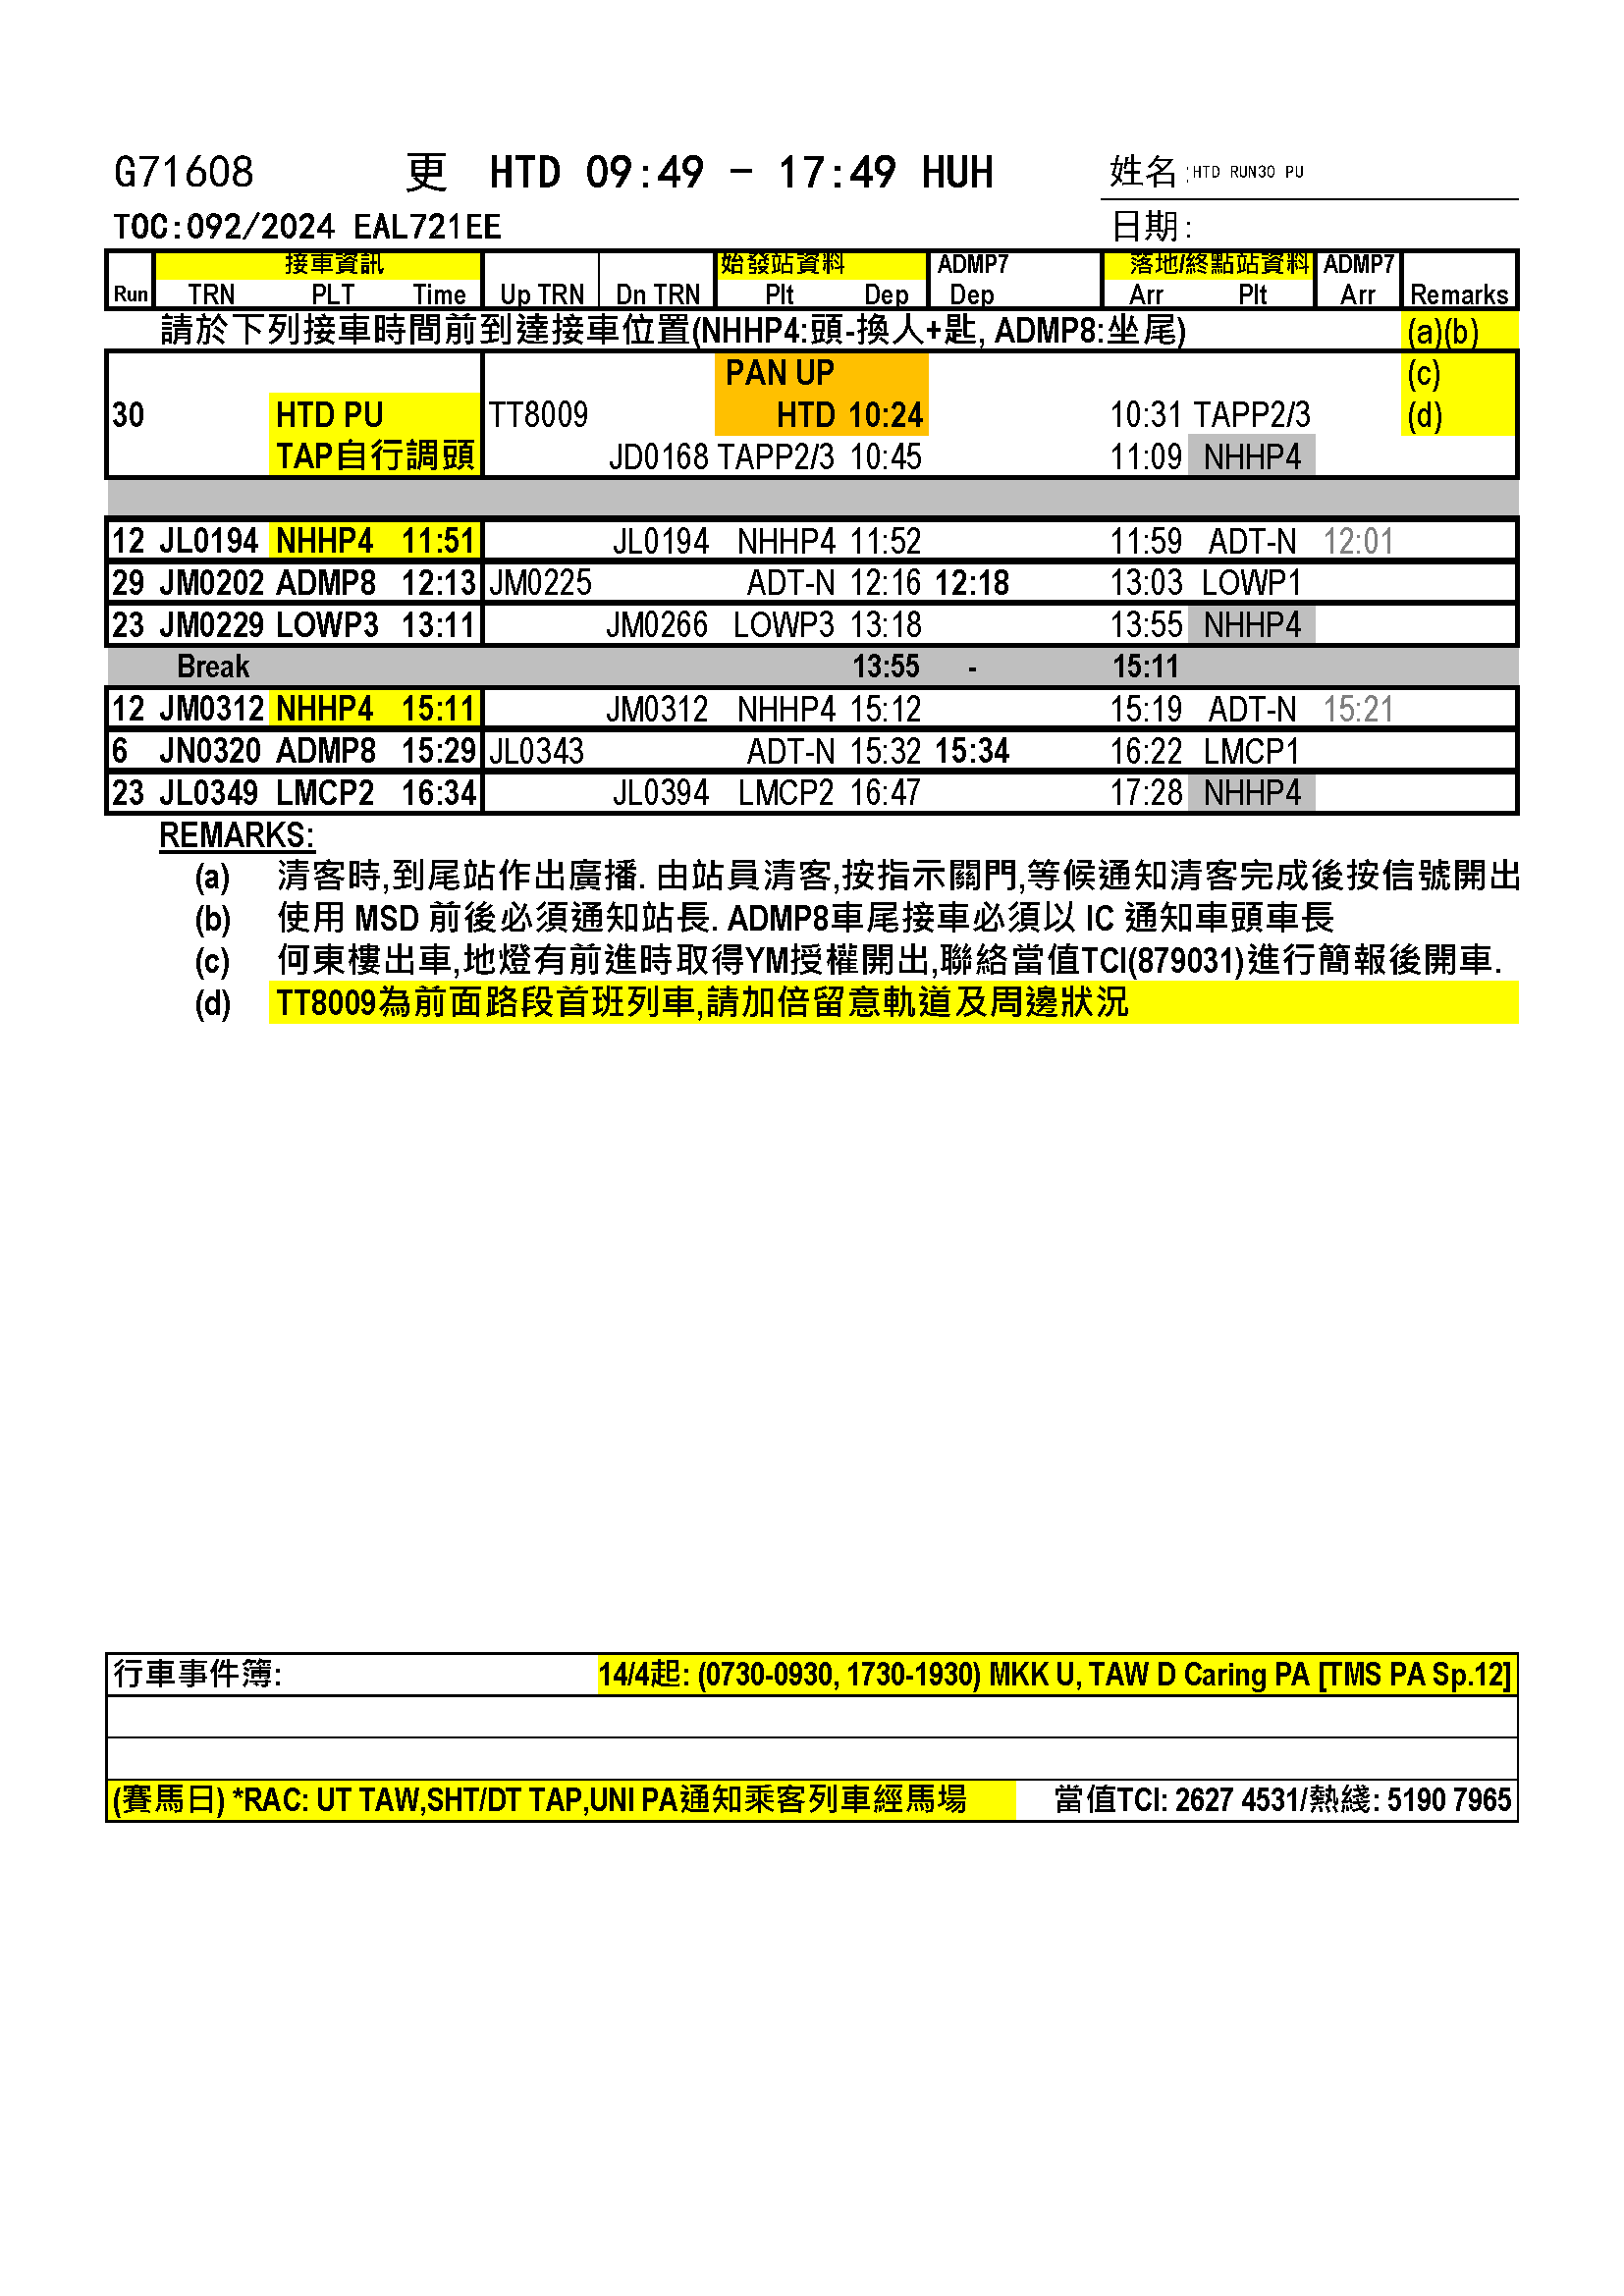 G71608 更 HTD 09:49 - 17:49 HUH 姓名:HTD RUN30 PU
TOC:092/2024 EAL721EE 日期:
接車資訊 始發站資料 ADMP7 落地/終點站資料 ADMP7
Run TRN PLT Time Up TRN Dn TRN Plt Dep Dep Arr Plt Arr Remarks
請於下列接車時間前到達接車位置(NHHP4:頭-換人+匙, ADMP8:坐尾) (a)(b)
PAN UP (c)
30 HTD PU TT8009 HTD 10:24 10:31 TAPP2/3 (d)
TAP自行調頭 JD0168 TAPP2/3 10:45 11:09 NHHP4
12 JL0194 NHHP4 11:51 JL0194 NHHP4 11:52 11:59 ADT-N 12:01
29 JM0202 ADMP8 12:13 JM0225 ADT-N 12:16 12:18 13:03 LOWP1
23 JM0229 LOWP3 13:11 JM0266 LOWP3 13:18 13:55 NHHP4
Break 13:55 - 15:11
12 JM0312 NHHP4 15:11 JM0312 NHHP4 15:12 15:19 ADT-N 15:21
6 JN0320 ADMP8 15:29 JL0343 ADT-N 15:32 15:34 16:22 LMCP1
23 JL0349 LMCP2 16:34 JL0394 LMCP2 16:47 17:28 NHHP4
REMARKS:
(a) 清客時,到尾站作出廣播. 由站員清客,按指示關門,等候通知清客完成後按信號開出
(b) 使用 MSD 前後必須通知站長. ADMP8車尾接車必須以 IC 通知車頭車長
(c) 何東樓出車,地燈有前進時取得YM授權開出,聯絡當值TCI(879031)進行簡報後開車.
(d) TT8009為前面路段首班列車,請加倍留意軌道及周邊狀況
行車事件簿: 14/4起: (0730-0930, 1730-1930) MKK U, TAW D Caring PA [TMS PA Sp.12]
(賽馬日) *RAC: UT TAW,SHT/DT TAP,UNI PA通知乘客列車經馬場 當值TCI: 2627 4531/熱綫: 5190 7965